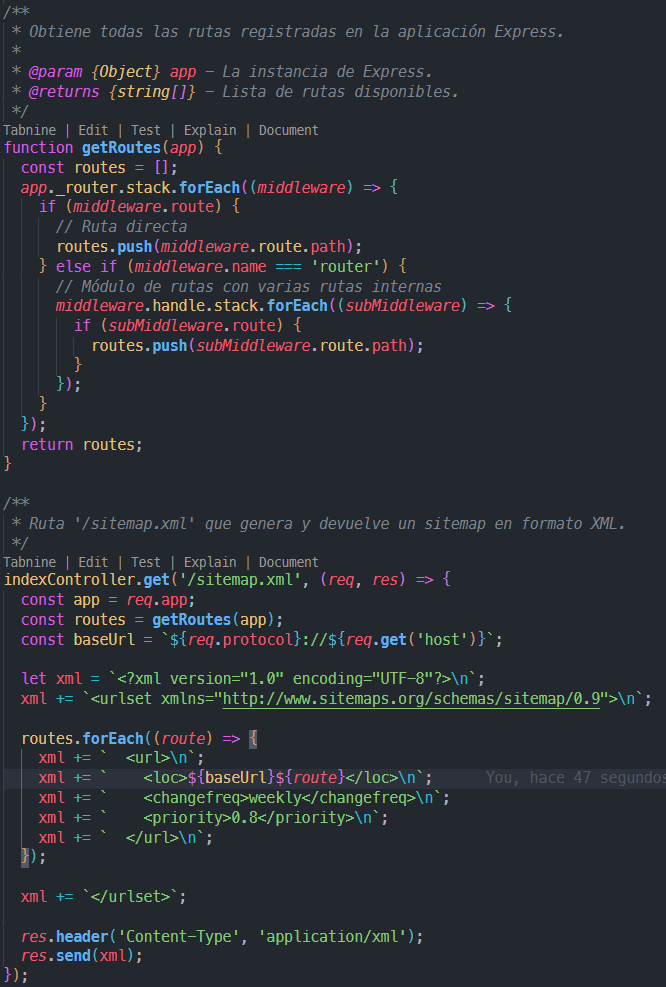 /**
 * Obtiene todas las rutas registradas en la aplicación Express.
 *
 * @param {Object} app - La instancia de Express.
 * @returns {string[]} - Lista de rutas disponibles.
 */
Tabnine | Edit | Test | Explain | Document
function getRoutes(app) {
  const routes = [];
  app._router.stack.forEach((middleware) => {
    if (middleware.route) {
      // Ruta directa
      routes.push(middleware.route.path);
    } else if (middleware.name === 'router') {
      // Módulo de rutas con varias rutas internas
      middleware.handle.stack.forEach((subMiddleware) => {
        if (subMiddleware.route) {
          routes.push(subMiddleware.route.path);
        }
      });
    }
  });
  return routes;
}

/**
 * Ruta '/sitemap.xml' que genera y devuelve un sitemap en formato XML.
 */
Tabnine | Edit | Test | Explain | Document
indexController.get('/sitemap.xml', (req, res) => {
  const app = req.app;
  const routes = getRoutes(app);
  const baseUrl = `${req.protocol}://${req.get('host')}`;

  let xml = `<?xml version="1.0" encoding="UTF-8"?>\n`;
  xml += `<urlset xmlns="http://www.sitemaps.org/schemas/sitemap/0.9">\n`;

  routes.forEach((route) => {
    xml += `  <url>\n`;
    xml += `    <loc>${baseUrl}${route}</loc>\n`;      You, hace 47 segundos
    xml += `    <changefreq>weekly</changefreq>\n`;
    xml += `    <priority>0.8</priority>\n`;
    xml += `  </url>\n`;
  });

  xml += `</urlset>`;

  res.header('Content-Type', 'application/xml');
  res.send(xml);
});